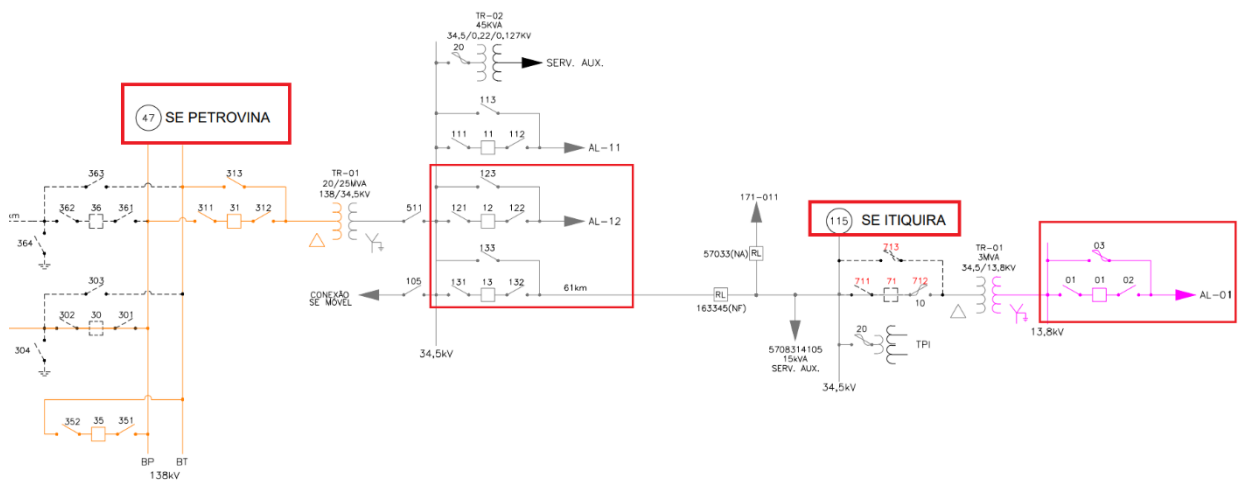 TR-02
45KVA
34,5/0,22/0,127KV
20
SERV. AUX.
113
111
11
112
AL-11
47
SE PETROVINA
363
362
36
361
364
313
311
31
312
TR-01
20/25MVA
138/34,5KV
511
123
121
12
122
AL-12
133
131
13
132
61km
CONEXÃO
SE MÓVEL
105
34,5kV
303
302
30
301
304
352
35
351
BP
BT
138kV
171-011
57033(NA)
RL
RL
163345(NF)
5708314105
15kVA
SERV. AUX.
115
SE ITIQUIRA
713
711
71
712
10
20
TPI
34,5kV
TR-01
3MVA
34,5/13,8KV
03
01
01
02
AL-01
13,8kV